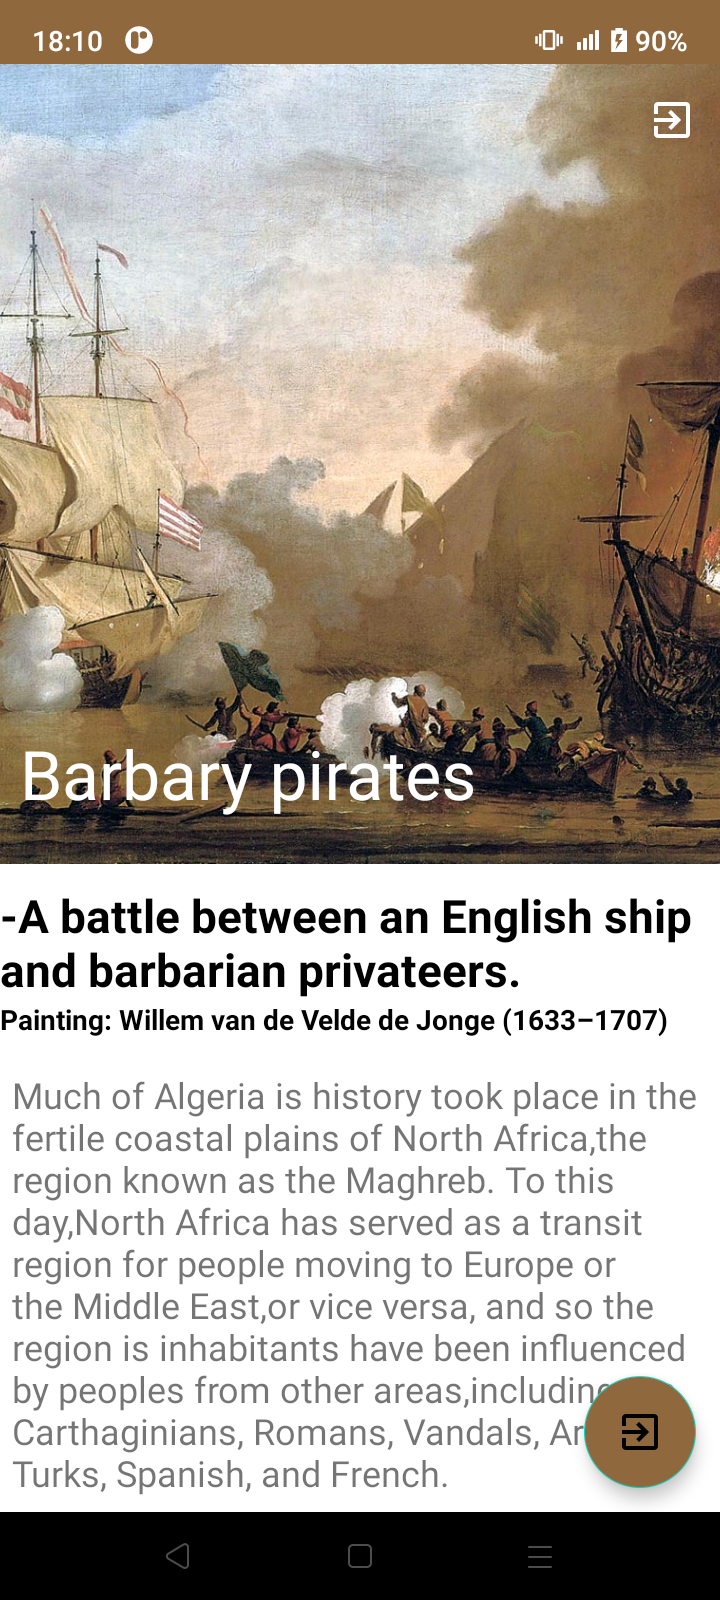 18:10
90%
Barbary pirates
-A battle between an English ship
and barbarian privateers.
Painting: Willem van de Velde de Jonge (1633–1707)
Much of Algeria is history took place in the
fertile coastal plains of North Africa,the
region known as the Maghreb. To this
day,North Africa has served as a transit
region for people moving to Europe or
the Middle East,or vice versa, and so the
region is inhabitants have been influenced
by peoples from other areas,including
Carthaginians, Romans, Vandals,
Turks, Spanish, and French.